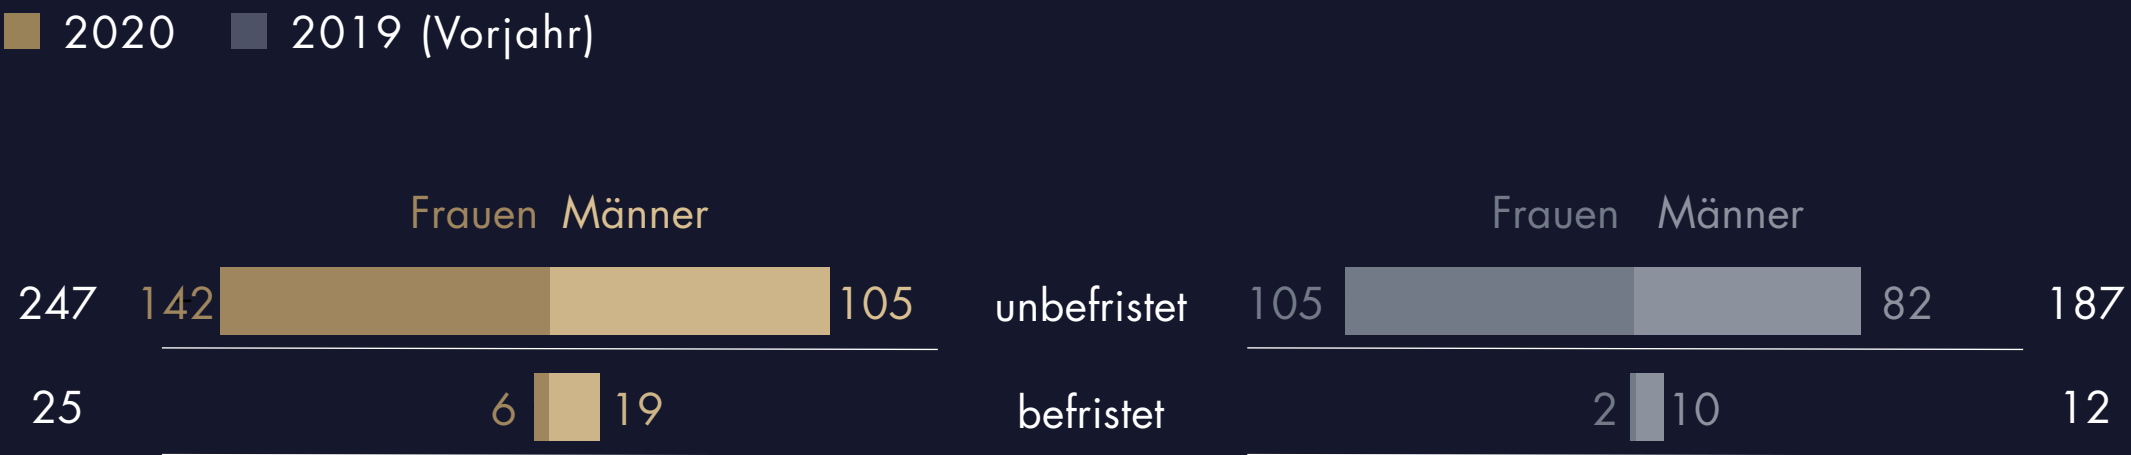 2020 2019 (Vorjahr)
Frauen Männer Frauen Männer
247 142 105 unbefristet 105 82 187
25 6 19 befristet 2 10 12